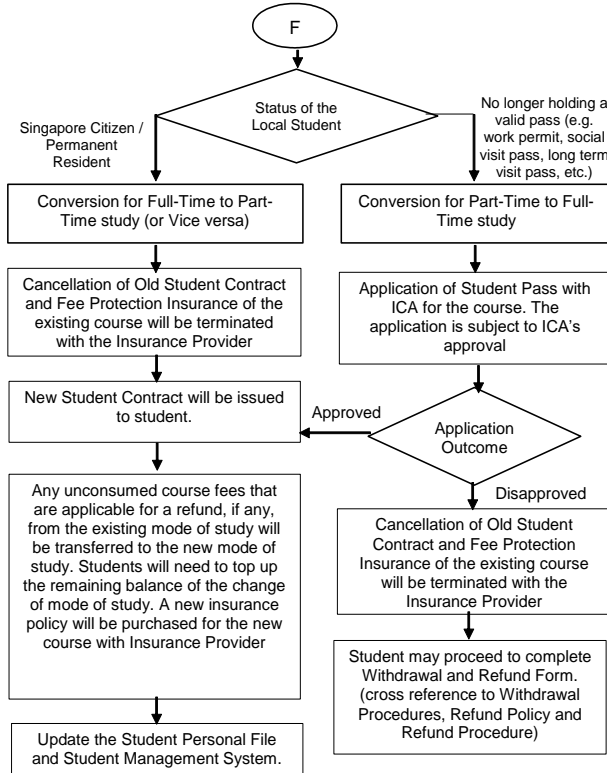 F
Status of the
Local Student
Singapore Citizen /
Permanent
Resident
No longer holding a
valid pass (e.g.
work permit, social
visit pass, long term
visit pass, etc.)
Conversion for Full-Time to Part-
Time study (or Vice versa)
Conversion for Part-Time to Full-
Time study
Cancellation of Old Student Contract
and Fee Protection Insurance of the
existing course will be terminated
with the Insurance Provider
Application of Student Pass with
ICA for the course. The
application is subject to ICA's
approval
New Student Contract will be issued
to student.
Approved
Application
Outcome
Disapproved
Any unconsumed course fees that
are applicable for a refund, if any,
from the existing mode of study will
be transferred to the new mode of
study. Students will need to top up
the remaining balance of the change
of mode of study. A new insurance
policy will be purchased for the new
course with Insurance Provider
Cancellation of Old Student
Contract and Fee Protection
Insurance of the existing course
will be terminated with the
Insurance Provider
Student may proceed to complete
Withdrawal and Refund Form.
(cross reference to Withdrawal
Procedures, Refund Policy and
Refund Procedure)
Update the Student Personal File
and Student Management System.